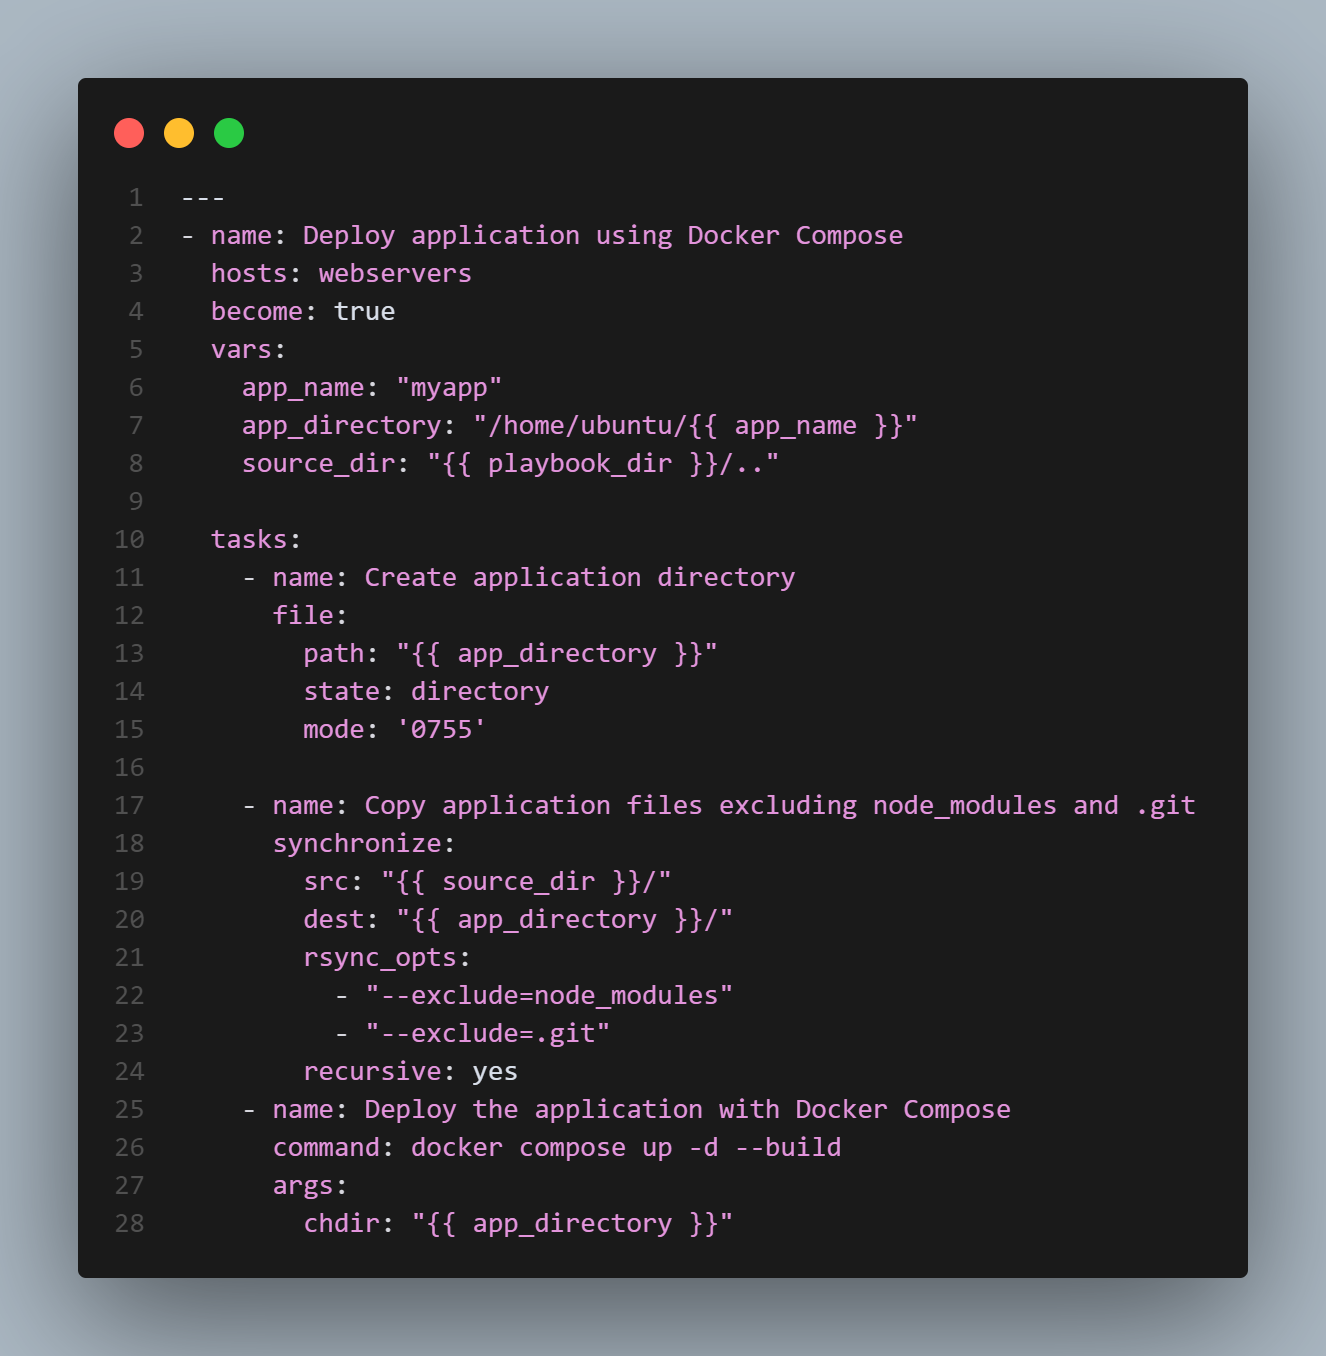 1 ---
2 - name: Deploy application using Docker Compose
3   hosts: webservers
4   become: true
5   vars:
6     app_name: "myapp"
7     app_directory: "/home/ubuntu/{{ app_name }}"
8     source_dir: "{{ playbook_dir }}/.."
9
10   tasks:
11     - name: Create application directory
12       file:
13         path: "{{ app_directory }}"
14         state: directory
15         mode: '0755'
16
17     - name: Copy application files excluding node_modules and .git
18       synchronize:
19         src: "{{ source_dir }}/"
20         dest: "{{ app_directory }}/"
21         rsync_opts:
22           - "--exclude=node_modules"
23           - "--exclude=.git"
24         recursive: yes
25     - name: Deploy the application with Docker Compose
26       command: docker compose up -d --build
27       args:
28         chdir: "{{ app_directory }}"